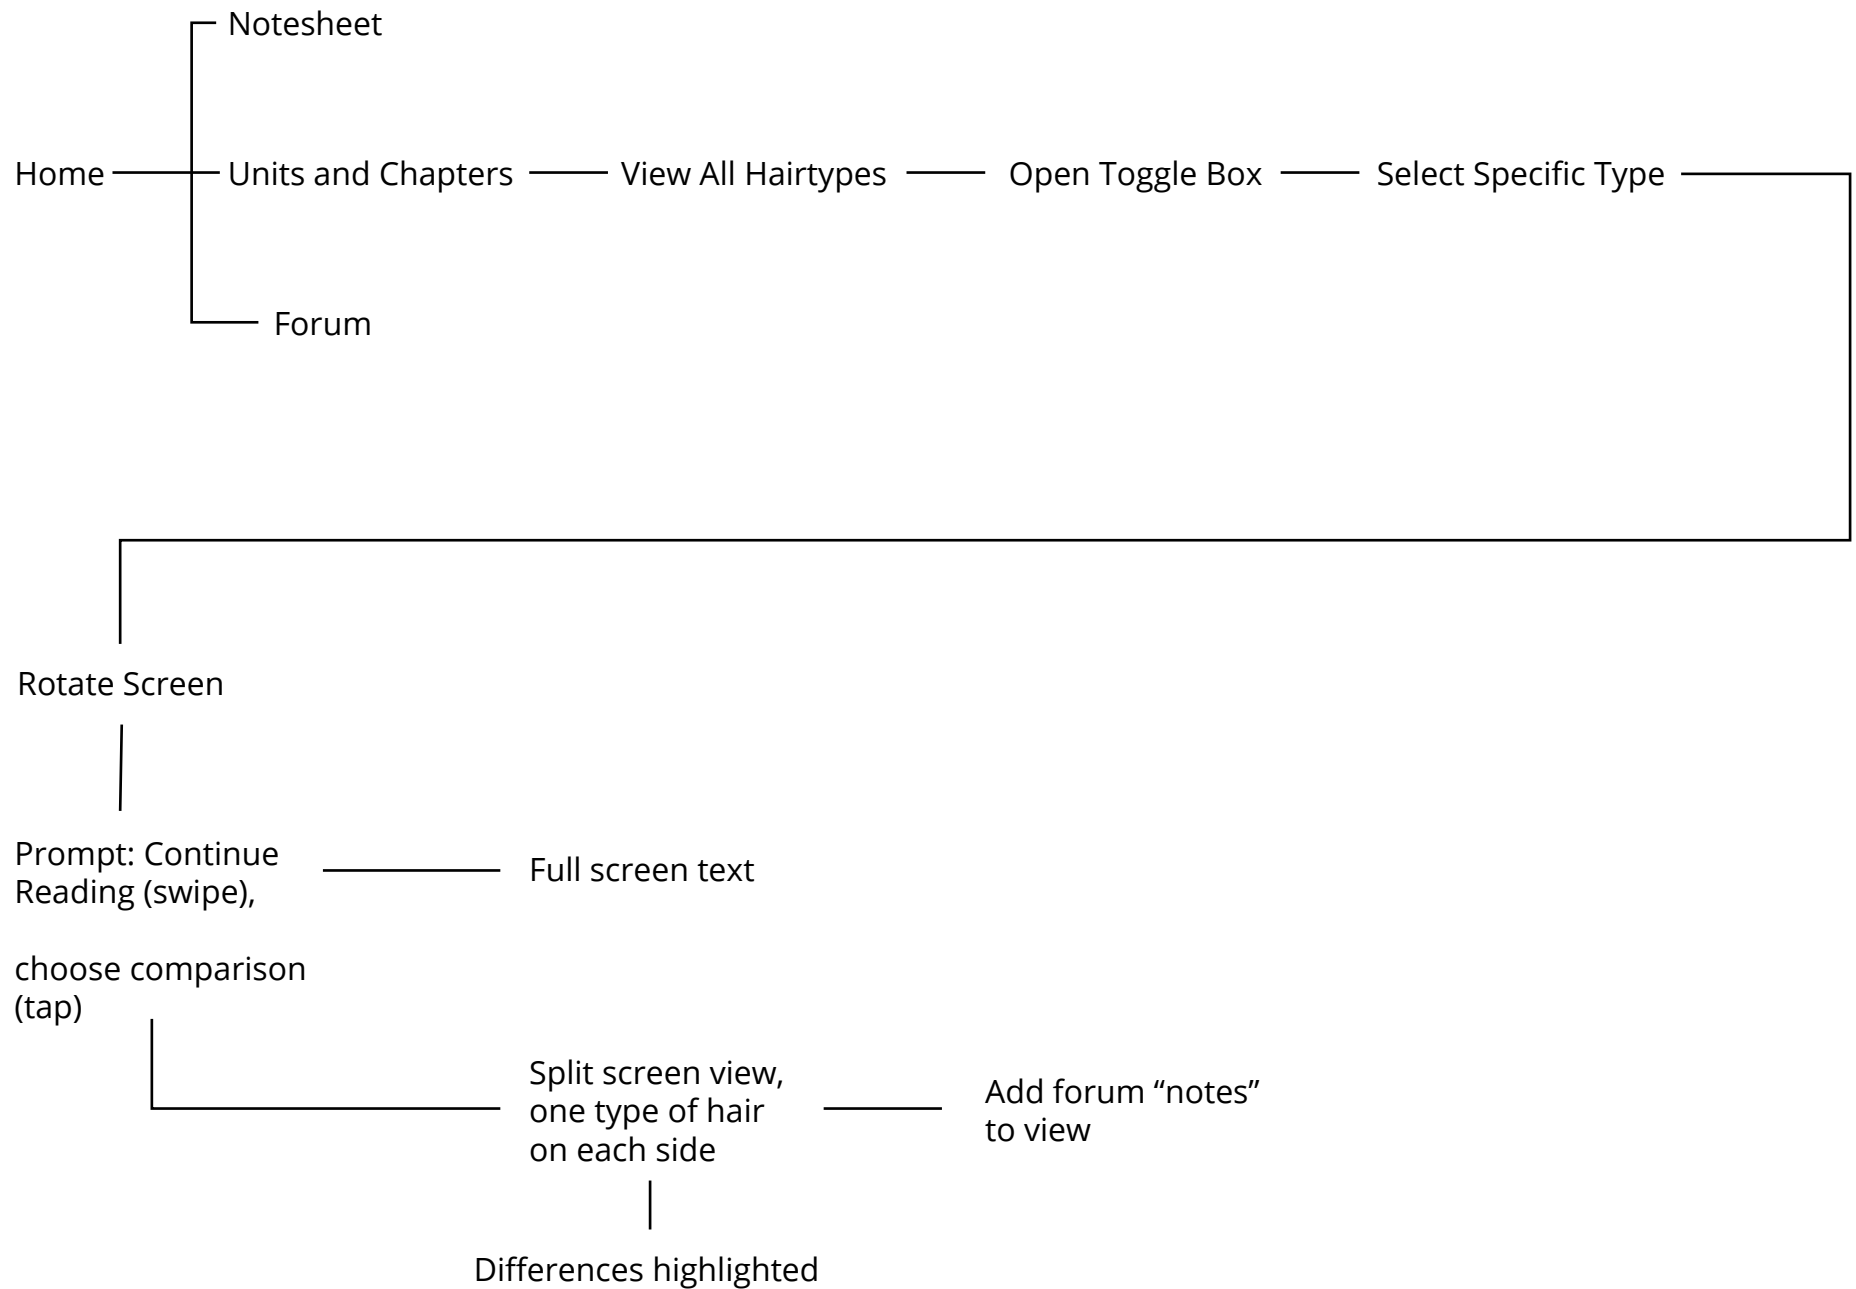 Notesheet
Home
Units and Chapters
View All Hairtypes
Open Toggle Box
Select Specific Type
Forum
Rotate Screen
Prompt: Continue
Reading (swipe),
choose comparison
(tap)
Full screen text
Split screen view,
one type of hair
on each side
Add forum “notes”
to view
Differences highlighted